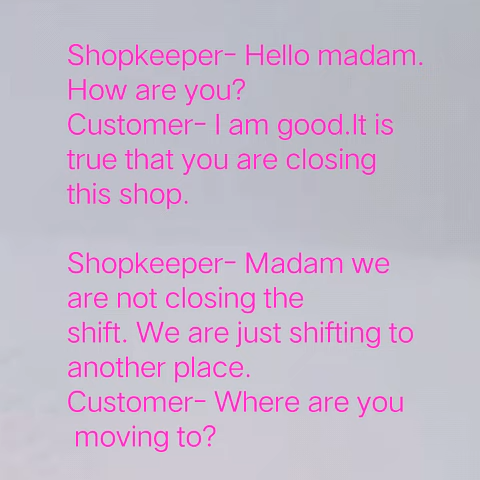 Shopkeeper- Hello madam.
How are you?
Customer- I am good.It is
true that you are closing
this shop.
Shopkeeper- Madam we
are not closing the
shift. We are just shifting to
another place.
Customer- Where are you
moving to?